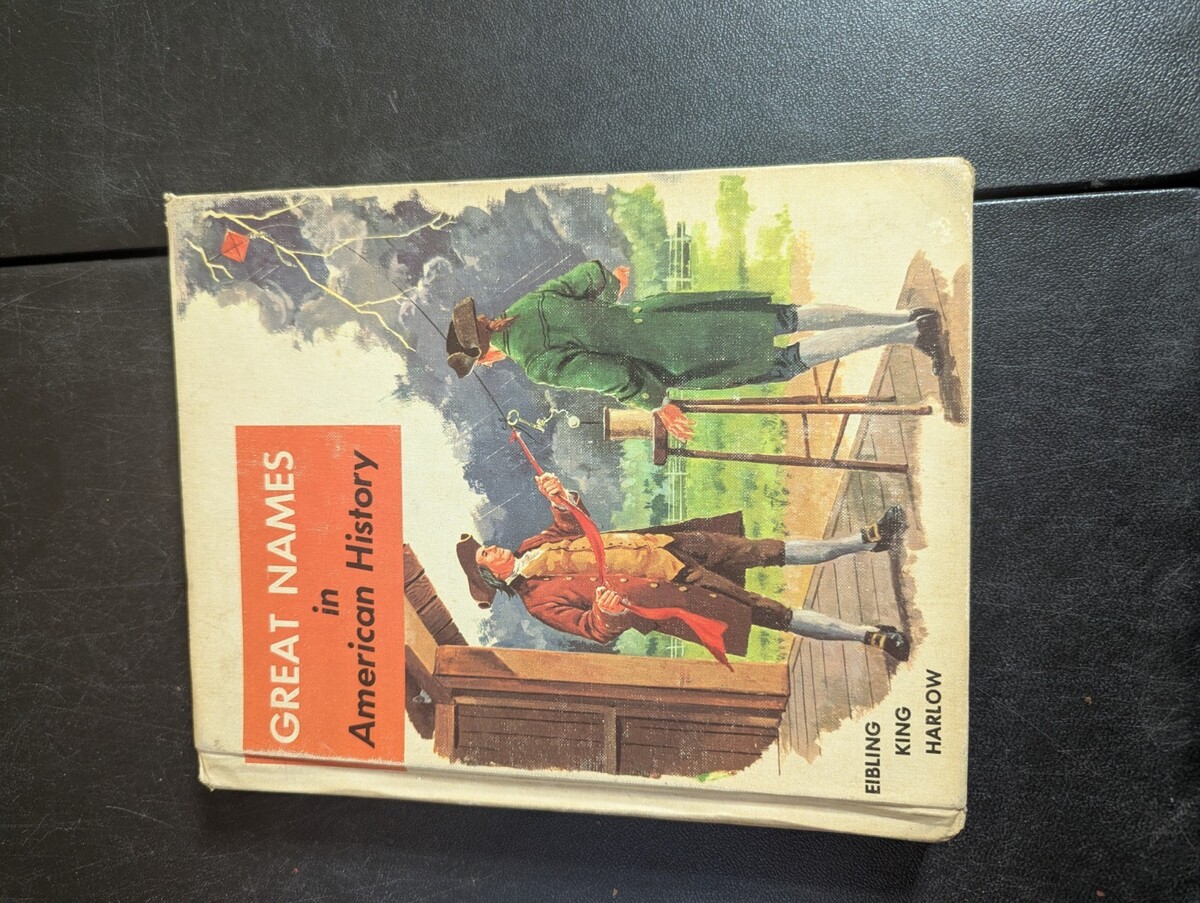 GREAT NAMES
in
American History
EIBLING
KING
HARLOW